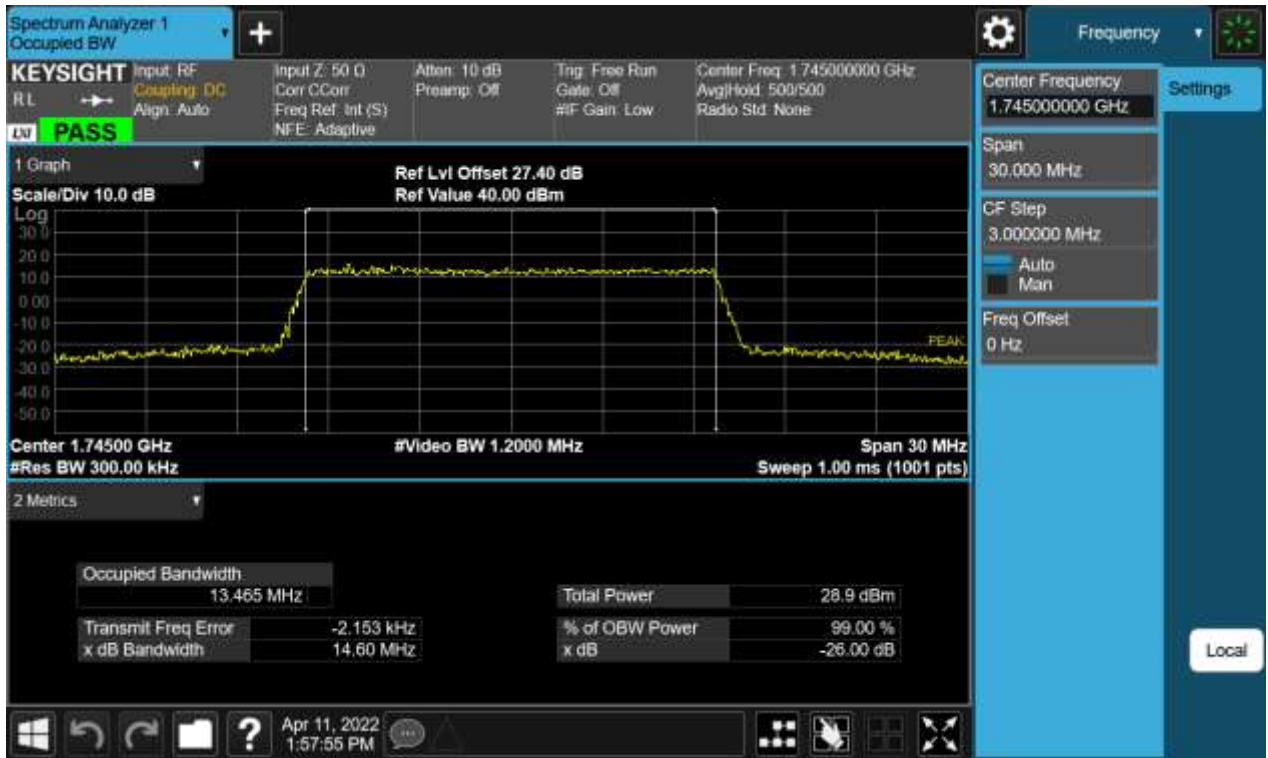 Spectrum Analyzer 1
Occupied BW
+
Frequency
KEYSIGHT
RL
LXI
PASS
Input: RF
Coupling: DC
Align: Auto
Input Z: 50 Ω
Corr CCorr
Freq Ref: Int (S)
NFE: Adaptive
Atten: 10 dB
Preamp: Off
Trig: Free Run
Gate: Off
#IF Gain: Low
Center Freq: 1.745000000 GHz
Avg|Hold: 500/500
Radio Std: None
Center Frequency
1.745000000 GHz
Settings
Span
30.000 MHz
CF Step
3.000000 MHz
Auto
Man
Freq Offset
0 Hz
1 Graph
Scale/Div 10.0 dB
Ref Lvl Offset 27.40 dB
Ref Value 40.00 dBm
Log
30.0
20.0
10.0
0.00
-10.0
-20.0
-30.0
-40.0
-50.0
PEAK
Center 1.74500 GHz
#Video BW 1.2000 MHz
Span 30 MHz
#Res BW 300.00 kHz
Sweep 1.00 ms (1001 pts)
2 Metrics
Occupied Bandwidth
13.465 MHz
Total Power 28.9 dBm
Transmit Freq Error -2.153 kHz
% of OBW Power 99.00 %
x dB Bandwidth 14.60 MHz
x dB -26.00 dB
Local
?
Apr 11, 2022
1:57:55 PM